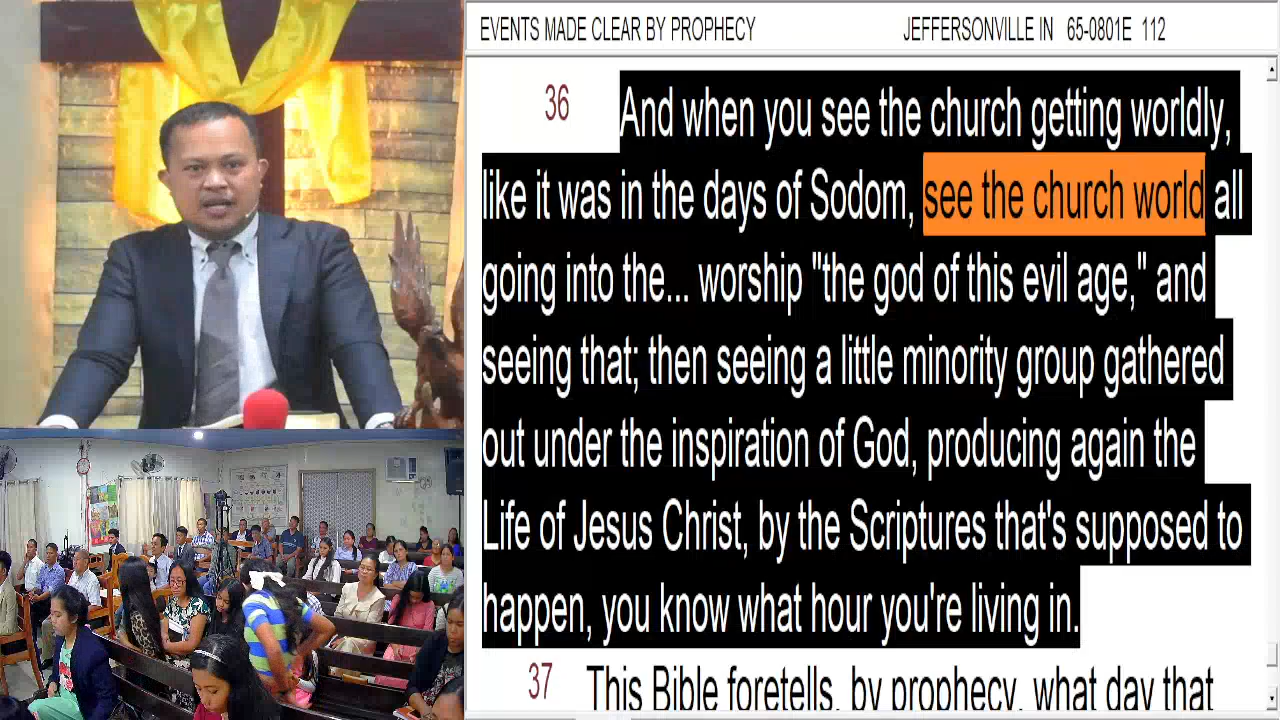 EVENTS MADE CLEAR BY PROPHECY JEFFERSONVILLE IN 65-0801E 112
36 And when you see the church getting worldly,
like it was in the days of Sodom, see the church world all
going into the... worship "the god of this evil age," and
seeing that; then seeing a little minority group gathered
out under the inspiration of God, producing again the
Life of Jesus Christ, by the Scriptures that's supposed to
happen, you know what hour you're living in.
37 This Bible foretells, by prophecy, what day that